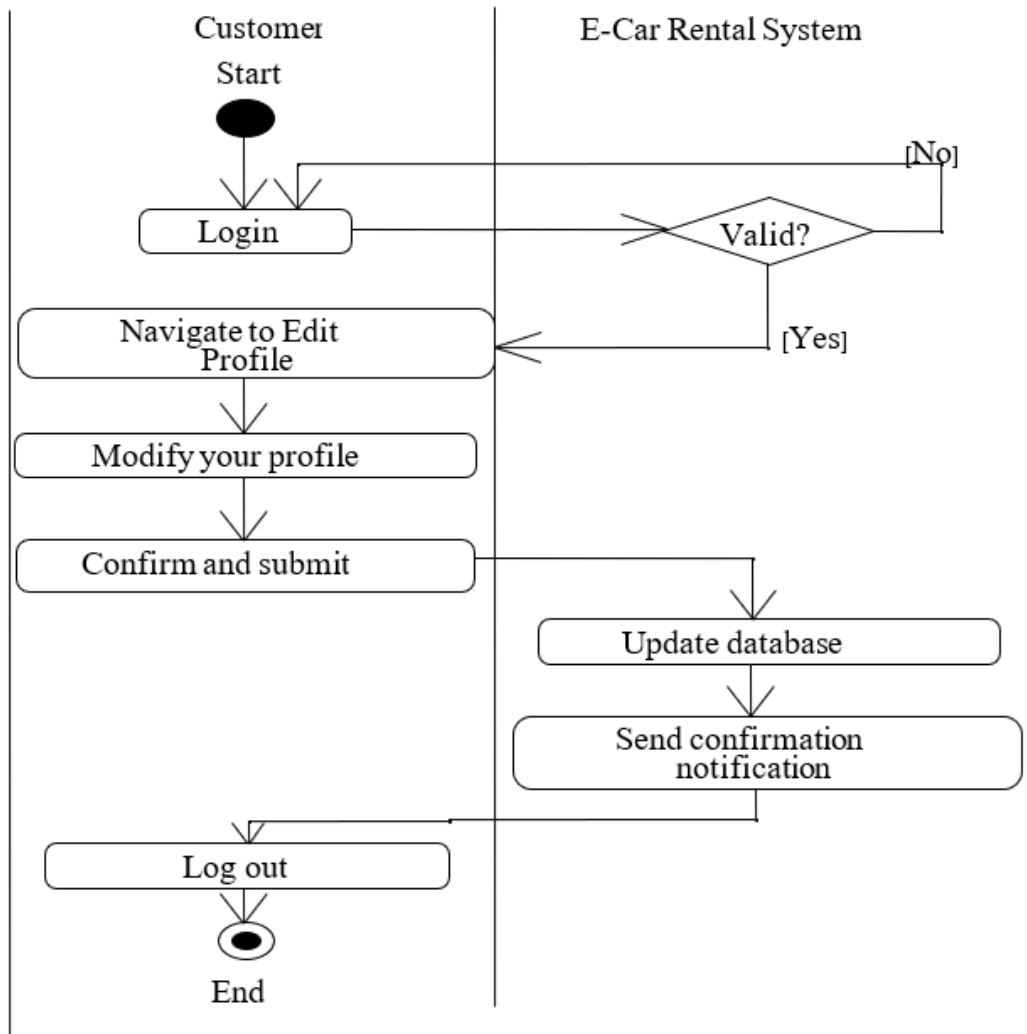 Customer
E-Car Rental System
Start
[No]
Login
Valid?
Navigate to Edit
Profile
[Yes]
Modify your profile
Confirm and submit
Update database
Send confirmation
notification
Log out
End